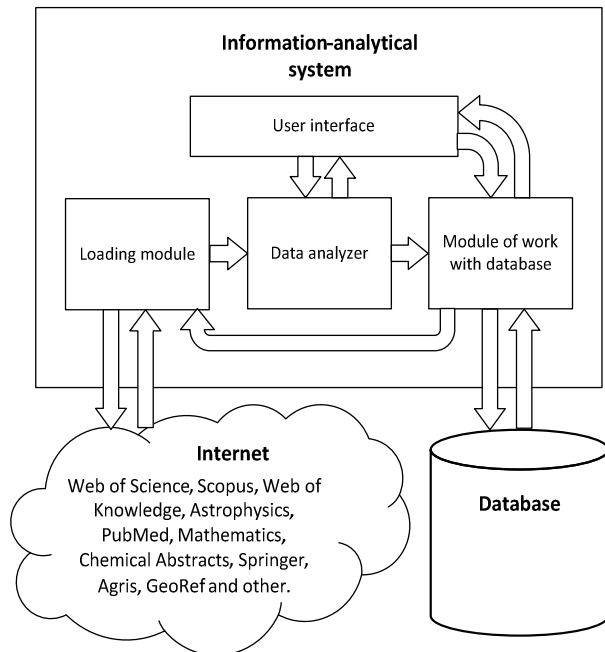 Information-analytical
system
User interface
Loading module
Data analyzer
Module of work
with database
Internet
Web of Science, Scopus, Web of
Knowledge, Astrophysics,
PubMed, Mathematics,
Chemical Abstracts, Springer,
Agris, GeoRef and other.
Database